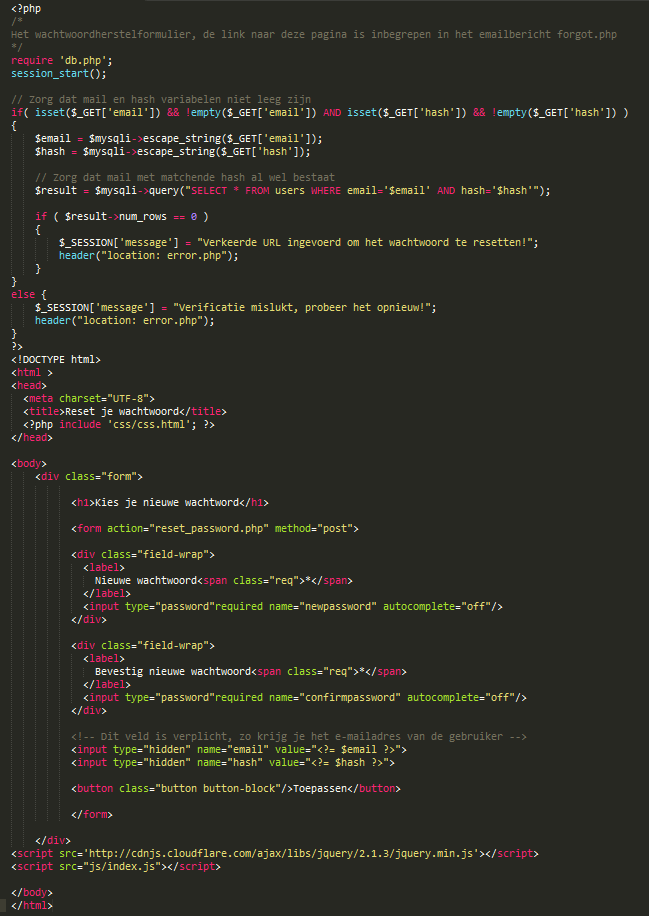 <?php
/*
Het wachtwoordherstelformulier, de link naar deze pagina is inbegrepen in het emailbericht forgot.php
*/
require 'db.php';
session_start();
// Zorg dat mail en hash variabelen niet leeg zijn
if( isset($_GET['email']) && !empty($_GET['email']) AND isset($_GET['hash']) && !empty($_GET['hash']) )
{
$email = $mysqli->escape_string($_GET['email']);
$hash = $mysqli->escape_string($_GET['hash']);
// Zorg dat mail met matchende hash al wel bestaat
$result = $mysqli->query("SELECT * FROM users WHERE email='$email' AND hash='$hash'");
if ( $result->num_rows == 0 )
{
$_SESSION['message'] = "Verkeerde URL ingevoerd om het wachtwoord te resetten!";
header("location: error.php");
}
}
else {
$_SESSION['message'] = "Verificatie mislukt, probeer het opnieuw!";
header("location: error.php");
}
?>
<!DOCTYPE html>
<html >
<head>
<meta charset="UTF-8">
<title>Reset je wachtwoord</title>
<?php include 'css/css.html'; ?>
</head>
<body>
<div class="form">
<h1>Kies je nieuwe wachtword</h1>
<form action="reset_password.php" method="post">
<div class="field-wrap">
<label>
Nieuwe wachtwoord<span class="req">*</span>
</label>
<input type="password"required name="newpassword" autocomplete="off"/>
</div>
<div class="field-wrap">
<label>
Bevestig nieuwe wachtwoord<span class="req">*</span>
</label>
<input type="password"required name="confirmpassword" autocomplete="off"/>
</div>
<!-- Dit veld is verplicht, zo krijg je het e-mailadres van de gebruiker -->
<input type="hidden" name="email" value="<?= $email ?>">
<input type="hidden" name="hash" value="<?= $hash ?>">
<button class="button button-block"/>Toepassen</button>
</form>
</div>
<script src='http://cdnjs.cloudflare.com/ajax/libs/jquery/2.1.3/jquery.min.js'></script>
<script src="js/index.js"></script>
</body>
</html>